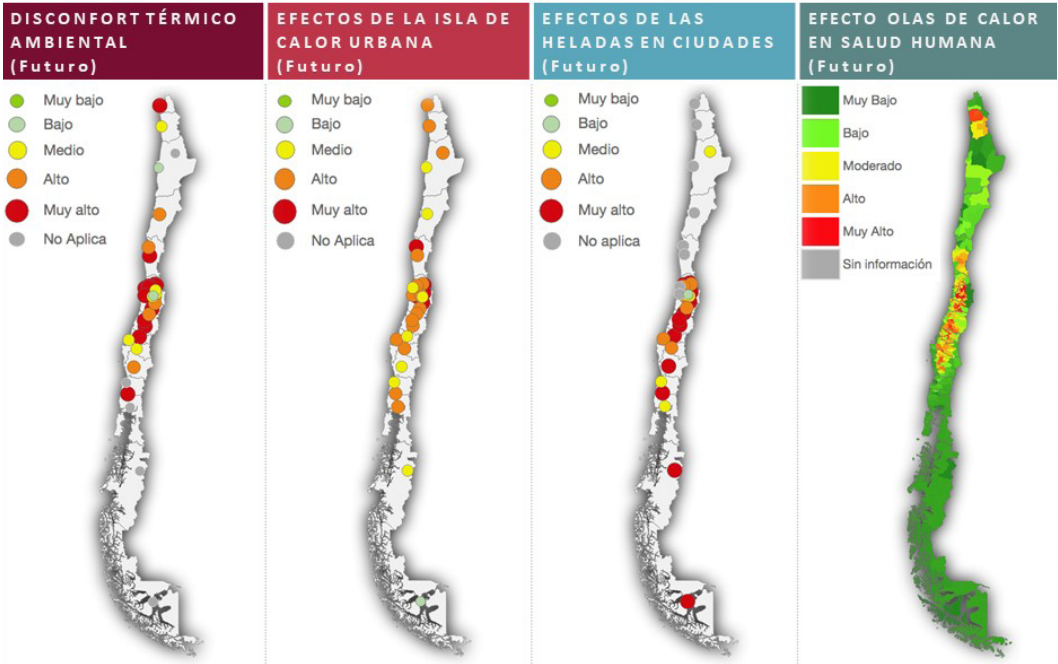 DISCONFORT TÉRMICO
AMBIENTAL
(Futuro)
Muy bajo
Bajo
Medio
Alto
Muy alto
No Aplica
EFECTOS DE LA ISLA DE
CALOR URBANA
(Futuro)
Muy bajo
Bajo
Medio
Alto
Muy alto
No Aplica
EFECTOS DE LAS
HELADAS EN CIUDADES
(Futuro)
Muy bajo
Bajo
Medio
Alto
Muy alto
No aplica
EFECTO OLAS DE CALOR
EN SALUD HUMANA
(Futuro)
Muy Bajo
Bajo
Moderado
Alto
Muy Alto
Sin información